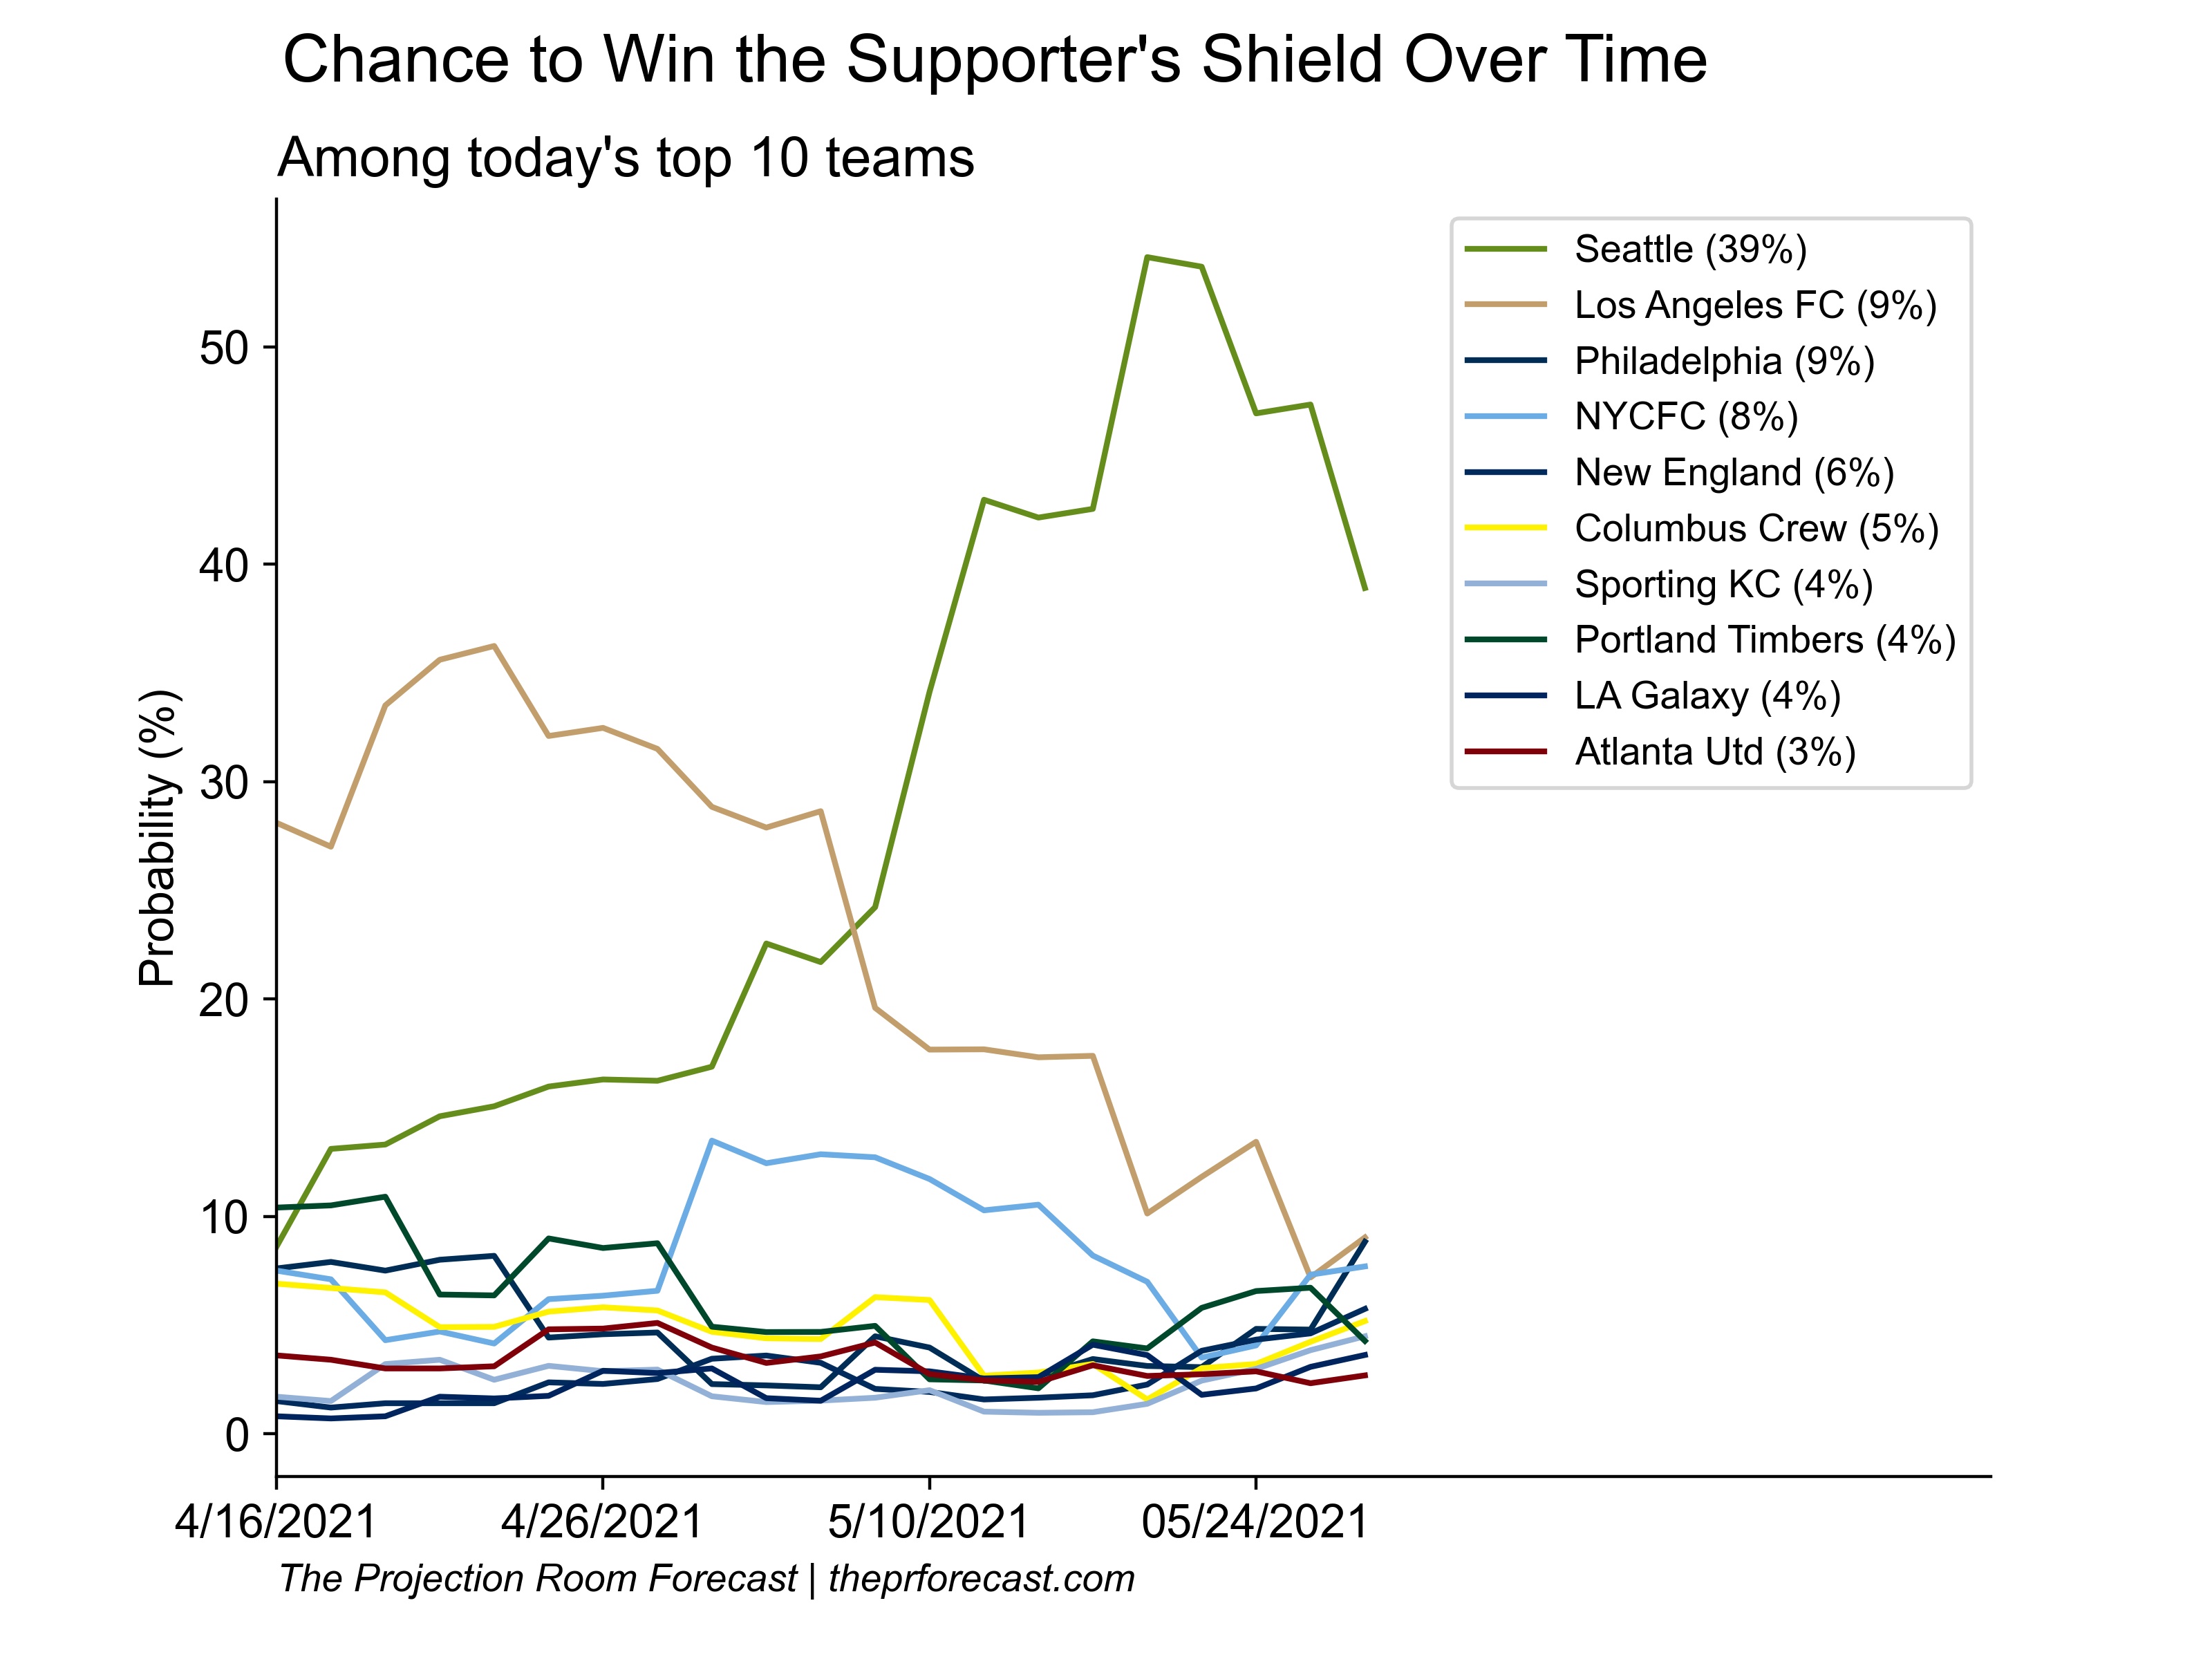 Chance to Win the Supporter's Shield Over Time
Among today's top 10 teams
Seattle (39%)
Los Angeles FC (9%)
Philadelphia (9%)
NYCFC (8%)
New England (6%)
Columbus Crew (5%)
Sporting KC (4%)
Portland Timbers (4%)
LA Galaxy (4%)
Atlanta Utd (3%)
Probability (%)
50
40
30
20
10
0
4/16/2021 4/26/2021 5/10/2021 05/24/2021
The Projection Room Forecast | theprforecast.com